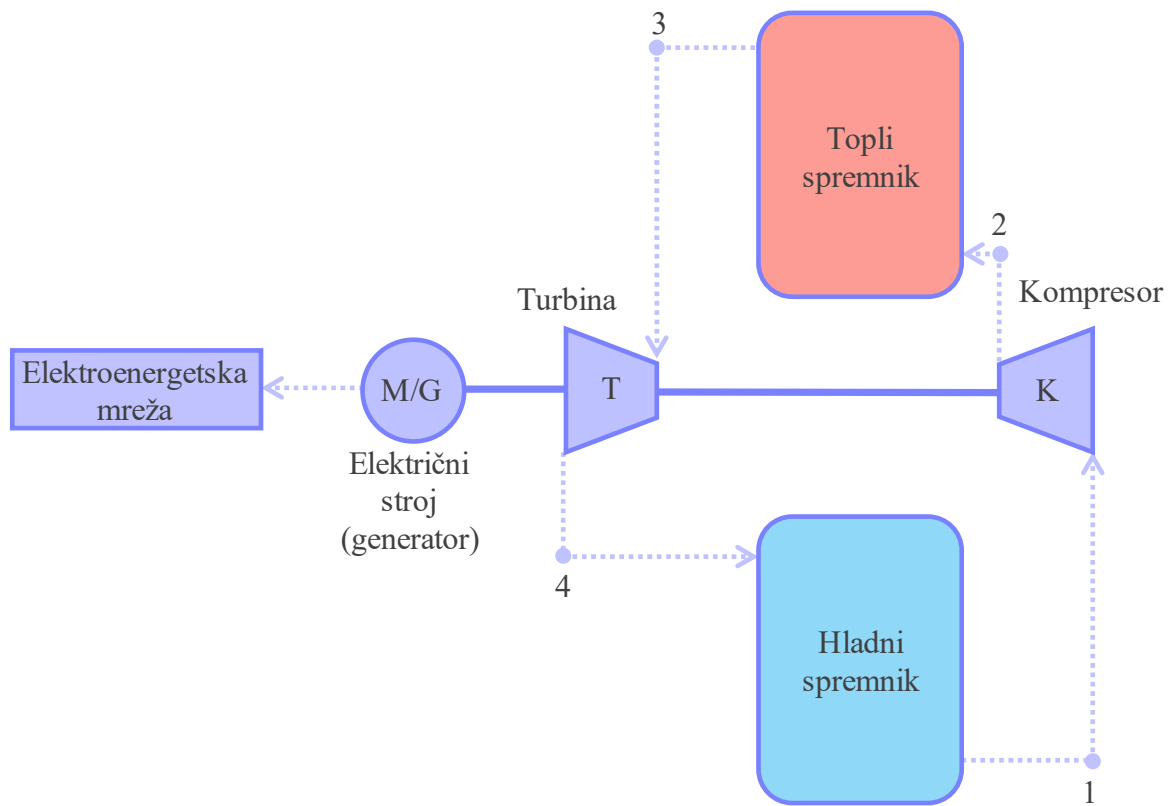 3
Topli
spremnik
2
Turbina
Kompresor
Elektroenergetska
mreža
M/G
T
K
Električni
stroj
(generator)
4
Hladni
spremnik
1